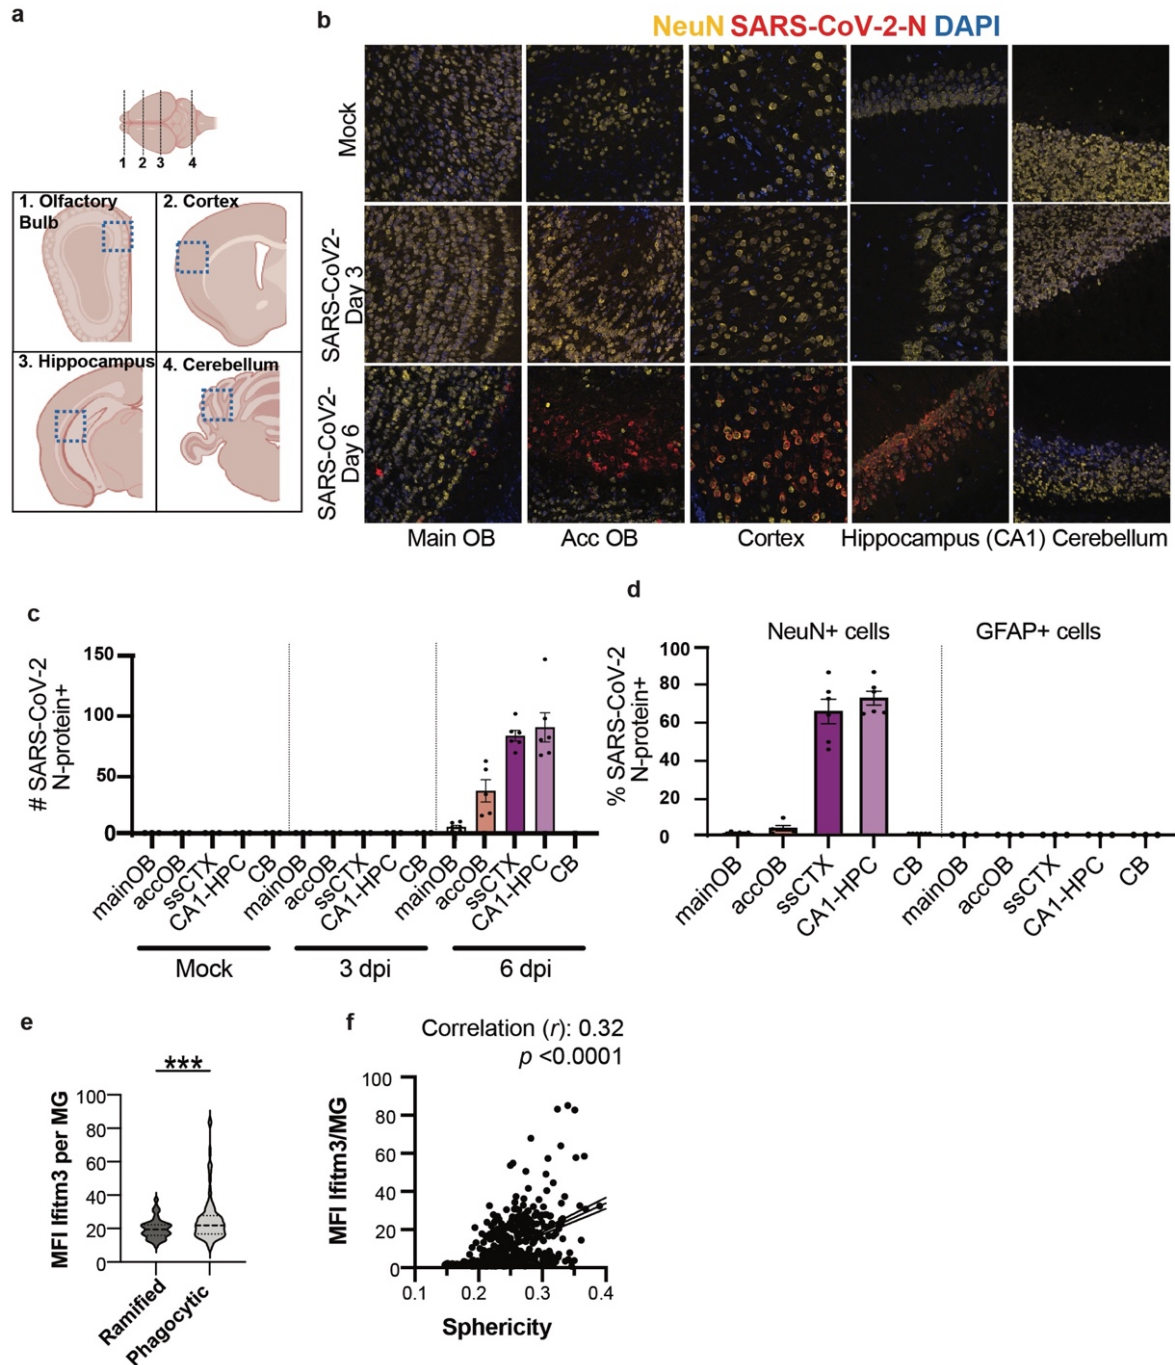 a
1 2 3 4
1. Olfactory
Bulb
2. Cortex
3. Hippocampus
4. Cerebellum
b
NeuN SARS-CoV-2-N DAPI
Mock
SARS-CoV2-
Day 3
SARS-CoV2-
Day 6
Main OB Acc OB Cortex Hippocampus (CA1) Cerebellum
c
# SARS-CoV-2
N-protein+
150
100
50
0
mainOB accOB ssCTX CA1-HPC CB mainOB accOB ssCTX CA1-HPC CB mainOB accOB ssCTX CA1-HPC CB
Mock 3 dpi 6 dpi
d
NeuN+ cells GFAP+ cells
% SARS-CoV-2
N-protein+
100
80
60
40
20
0
mainOB accOB ssCTX CA1-HPC CB mainOB accOB ssCTX CA1-HPC CB
e
***
MFI Ifitm3 per MG
100
80
60
40
20
0
Ramified Phagocytic
f
Correlation (r): 0.32
p <0.0001
MFI Ifitm3/MG
100
80
60
40
20
0
0.1 0.2 0.3 0.4
Sphericity